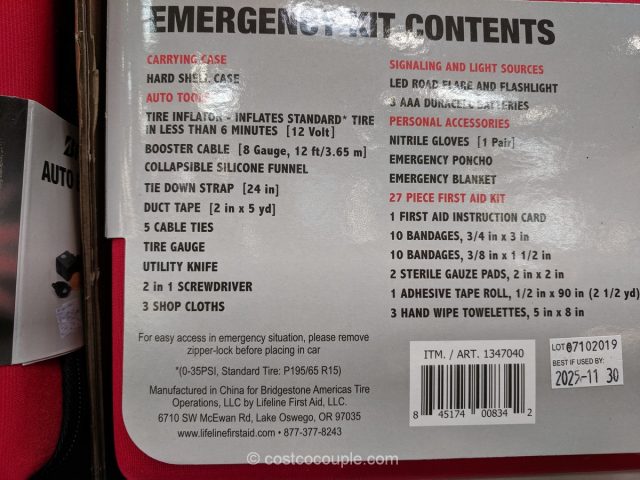 EMERGENCY KIT CONTENTS
CARRYING CASE
HARD SHELL CASE
AUTO TOOLS
TIRE INFLATOR - INFLATES STANDARD* TIRE
IN LESS THAN 6 MINUTES [12 Volt]
BOOSTER CABLE [8 Gauge, 12 ft/3.65 m]
COLLAPSIBLE SILICONE FUNNEL
TIE DOWN STRAP [24 in]
DUCT TAPE [2 in x 5 yd]
5 CABLE TIES
TIRE GAUGE
UTILITY KNIFE
2 in 1 SCREWDRIVER
3 SHOP CLOTHS
SIGNALING AND LIGHT SOURCES
LED ROAD FLARE AND FLASHLIGHT
3 AAA DURACELL BATTERIES
PERSONAL ACCESSORIES
NITRILE GLOVES [1 Pair]
EMERGENCY PONCHO
EMERGENCY BLANKET
27 PIECE FIRST AID KIT
1 FIRST AID INSTRUCTION CARD
10 BANDAGES, 3/4 in x 3 in
10 BANDAGES, 3/8 in x 1 1/2 in
2 STERILE GAUZE PADS, 2 in x 2 in
1 ADHESIVE TAPE ROLL, 1/2 in x 90 in (2 1/2 yd)
3 HAND WIPE TOWELETTES, 5 in x 8 in
For easy access in emergency situation, please remove
zipper-lock before placing in car
*(0-35PSI, Standard Tire: P195/65 R15)
Manufactured in China for Bridgestone Americas Tire
Operations, LLC by Lifeline First Aid, LLC.
6710 SW McEwan Rd, Lake Oswego, OR 97035
www.lifelinefirstaid.com • 877-377-8243
ITM. / ART. 1347040
8 45174 00834 2
LOT# 07102019
BEST IF USED BY:
2025-11 30
AUTO
© costcocouple.com